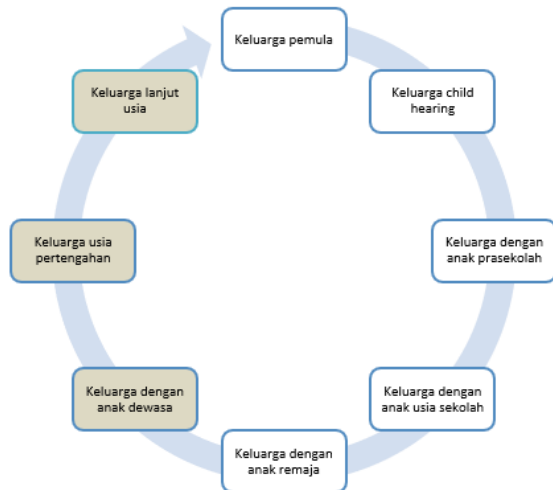 Keluarga pemula
Keluarga child
hearing
Keluarga dengan
anak prasekolah
Keluarga dengan
anak usia sekolah
Keluarga dengan
anak remaja
Keluarga dengan
anak dewasa
Keluarga usia
pertengahan
Keluarga lanjut
usia